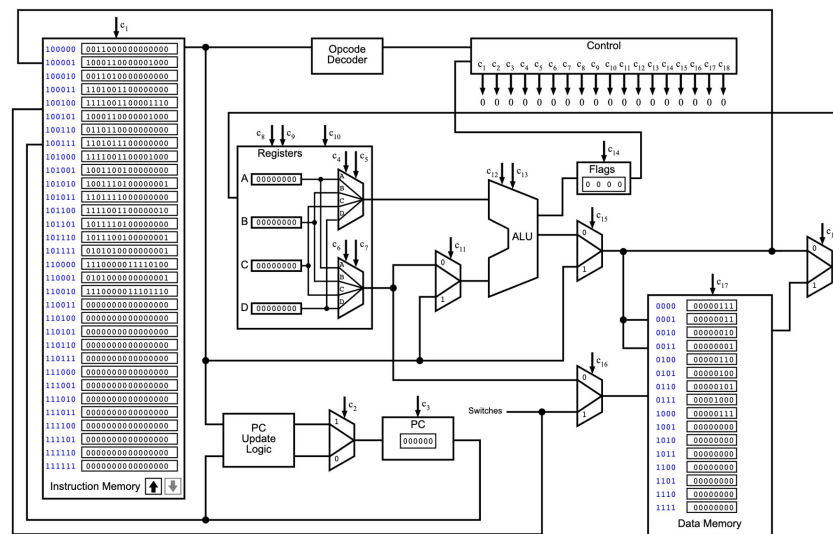 c1
100000 0011000000000000
100001 1000110000001000
100010 0011010000000000
100011 1101001100000000
100100 1111001100001110
100101 1000110000001000
100110 0110110000000000
100111 1101011100000000
101000 1111001100001000
101001 1001100100000000
101010 1001110100000001
101011 1101111000000000
101100 1111001100000010
101101 1011110100000000
101110 1011100100000001
101111 0101010000000001
110000 1110000011110100
110001 0101000000000001
110010 1110000011101110
110011 0000000000000000
110100 0000000000000000
110101 0000000000000000
110110 0000000000000000
110111 0000000000000000
111000 0000000000000000
111001 0000000000000000
111010 0000000000000000
111011 0000000000000000
111100 0000000000000000
111101 0000000000000000
111110 0000000000000000
111111 0000000000000000
Instruction Memory
Opcode
Decoder
Control
c1 c2 c3 c4 c5 c6 c7 c8 c9 c10 c11 c12 c13 c14 c15 c16 c17 c18
0 0 0 0 0 0 0 0 0 0 0 0 0 0 0 0 0 0
c8 c9 c10
Registers
c4 c5
A 00000000
B 00000000
C 00000000
D 00000000
A
B
C
D
c6 c7
A
B
C
D
c11
0
1
c12 c13
ALU
c14
Flags
0 0 0 0
c15
0
1
c16
0
1
Switches
PC
Update
Logic
c2
1
0
c3
PC
000000
0
1
c17
0000 00000111
0001 00000011
0010 00000010
0011 00000001
0100 00000110
0101 00000100
0110 00000101
0111 00001000
1000 00000111
1001 00000000
1010 00000000
1011 00000000
1100 00000000
1101 00000000
1110 00000000
1111 00000000
Data Memory